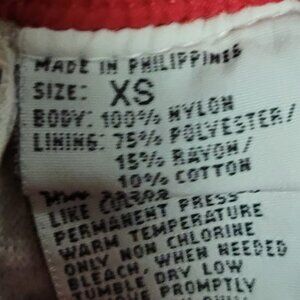 MADE IN PHILIPPINES
SIZE: XS
BODY: 100% NYLON
LINING: 75% POLYESTER/
15% RAYON/
10% COTTON
LIKE COLORS
PERMANENT PRESS
WARM TEMPERATURE
ONLY NON CHLORINE
BLEACH, WHEN NEEDED
TUMBLE DRY LOW
PROMPTLY